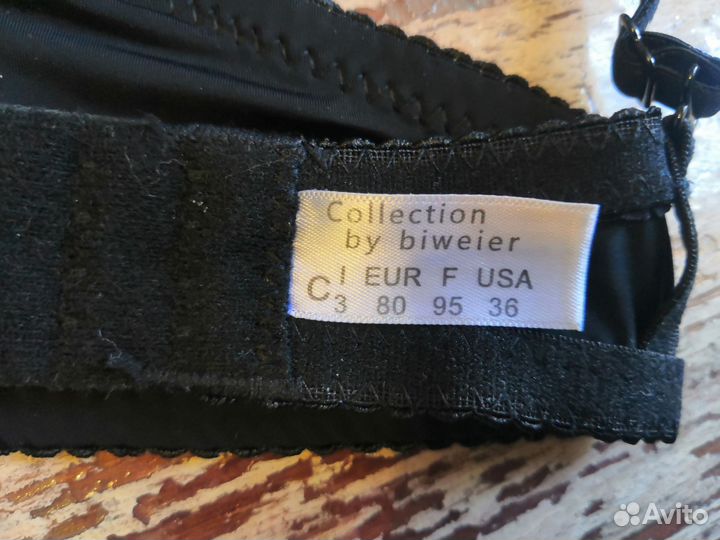 Collection
by biweier
C I EUR F USA
3 80 95 36
Avito